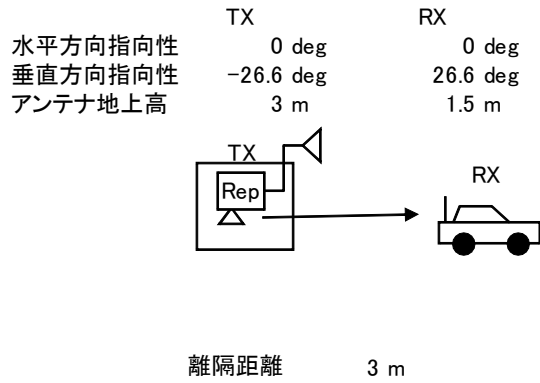 TX RX
水平方向指向性 0 deg 0 deg
垂直方向指向性 -26.6 deg 26.6 deg
アンテナ地上高 3 m 1.5 m
TX
Rep
RX
離隔距離 3 m